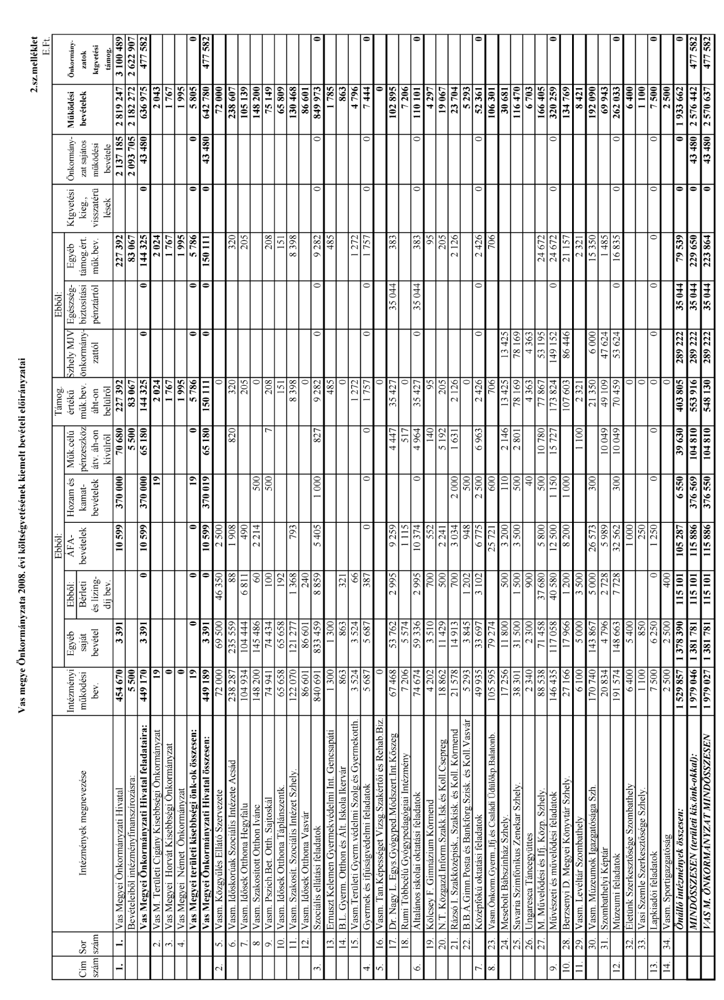 Vas megye Önkormányzata 2008. évi költségvetésének kiemelt bevételi előirányzatai
2.sz.melléklet
E.Ft.
Cím szám
Sor szám
Intézmények megnevezése
Intézményi működési bev.
Ebből:
Egyéb saját bevétel
Ebből: Bérleti és lízing- díj bev.
ÁFA- bevételek
Hozam és kamat- bevételek
Műk.célú pénzeszköz átv. áh-on kívülről
Támog. értékű műk.bev. áht-on belülről
Ebből:
Szhely MJV önkormány- zattól
Egészség- biztosítási pénztártól
Egyéb támog.ért. műk.bev.
Ktgvetési kieg., visszatérü lések
Önkormány- zat sajátos működési bevétele
Működési bevételek
Önkormány- zatok ktgvetési támog.
1. 1. Vas Megyei Önkormányzati Hivatal 454 670 3 391 10 599 370 000 70 680 227 392 227 392 2 137 185 2 819 247 3 100 489
Bevételeiből intézményfinanszírozásra: 5 500 5 500 83 067 83 067 2 093 705 2 182 272 2 622 907
Vas Megyei Önkormányzati Hivatal feladataira: 449 170 3 391 0 10 599 370 000 65 180 144 325 0 0 144 325 0 43 480 636 975 477 582
2. Vas M. Területi Cigány Kisebbségi Önkormányzat 19 19 2 024 2 024 2 043
3. Vas Megyei Horvát Kisebbségi Önkormányzat 0 1 767 1 767 1 767
4. Vas Megyei Német Önkormányzat 0 1 995 1 995 1 995
Vas Megyei területi kisebbségi önk-ok összesen: 19 0 0 0 19 0 5 786 0 0 5 786 0 0 5 805 0
Vas Megyei Önkormányzati Hivatal összesen: 449 189 3 391 0 10 599 370 019 65 180 150 111 0 0 150 111 0 43 480 642 780 477 582
2. 5. Vasm. Közgyűlés Ellátó Szervezete 72 000 69 500 46 350 2 500 0 72 000
6. Vasm. Időskorúak Szociális Intézete Acsád 238 287 235 559 88 1 908 820 320 320 238 607
7. Vasm. Idősek Otthona Hegyfalu 104 934 104 444 6 811 490 205 205 105 139
8 Vasm. Szakosított Otthon Ivánc 148 200 145 486 60 2 214 500 0 148 200
9. Vasm. Pszich.Bet. Otth. Sajtoskál 74 941 74 434 100 500 7 208 208 75 149
10. Vasm. Idősek Otthona Táplánszentk. 65 658 65 658 192 151 151 65 809
11. Vasm. Szakosít. Szociális Intézet Szhely. 122 070 121 277 1 368 793 8 398 8 398 130 468
12. Vasm. Idősek Otthona Vasvár 86 601 86 601 240 0 86 601
3. Szociális ellátási feladatok 840 691 833 459 8 859 5 405 1 000 827 9 282 0 0 9 282 0 0 849 973 0
13. Ernuszt Kelemen Gyermekvédelmi Int. Gencsapáti 1 300 1 300 485 485 1 785
14. B.L. Gyerm. Otthon és Ált. Iskola Ikervár 863 863 321 0 863
15. Vasm.Területi Gyerm.védelmi .Szolg és Gyermekotth. 3 524 3 524 66 1 272 1 272 4 796
4. Gyermek és Ifjúságvédelmi feladatok 5 687 5 687 387 0 0 0 1 757 0 0 1 757 0 0 7 444 0
5. 16. Vasm. Tan.Képességet Vizsg.Szakértői és Rehab.Biz. 0 0 0
17. Dr. Nagy L. Egys.Gyógyped.Módszert.Int.Kőszeg 67 468 53 762 2 995 9 259 4 447 35 427 35 044 383 102 895
18. Rumi Többcélú Gyógypedagógiai Intézmény 7 206 5 574 1 115 517 0 7 206
6. Általános iskolai oktatási feladatok 74 674 59 336 2 995 10 374 0 4 964 35 427 0 35 044 383 0 0 110 101 0
19. Kölcsey F. Gimnázium Körmend 4 202 3 510 700 552 140 95 95 4 297
20. N.T. Közgazd.Inform.Szakk.Isk és Koll.Csepreg 18 862 11 429 500 2 241 5 192 205 205 19 067
21. Rázsó I. Szakközépisk., Szakisk. és Koll. Körmend 21 578 14 913 700 3 034 2 000 1 631 2 126 2 126 23 704
22. B.B.Á.Gimn.Posta és Bankforg.Szisk. és Koll.Vasvár 5 293 3 845 1 202 948 500 0 5 293
7. Középfokú oktatási feladatok 49 935 33 697 3 102 6 775 2 500 6 963 2 426 0 0 2 426 0 0 52 361 0
8. 23. Vasm.Önkorm.Gyerm.,Ifj.és Családi Üdülőkp.Balatonb. 105 595 79 274 25 721 600 706 706 106 301
24. Mesebolt Bábszínház Szhely. 17 256 11 800 500 3 200 110 2 146 13 425 13 425 30 681
25. Savaria Szimfónikus Zenekar Szhely. 38 301 31 500 1 500 3 500 500 2 801 78 169 78 169 116 470
26. Ungaresca Táncegyüttes 2 340 2 300 900 40 4 363 4 363 6 703
27. M. Művelődési és Ifj. Közp. Szhely. 88 538 71 458 37 680 5 800 500 10 780 77 867 53 195 24 672 166 405
9. Művészeti és művelődési feladatok 146 435 117 058 40 580 12 500 1 150 15 727 173 824 149 152 0 24 672 0 0 320 259 0
10. 28. Berzsenyi D. Megyei Könyvtár Szhely. 27 166 17 966 1 200 8 200 1 000 107 603 86 446 21 157 134 769
11. 29. Vasm. Levéltár Szombathely 6 100 5 000 3 500 1 100 2 321 2 321 8 421
30. Vasm. Múzeumok Igazgatósága Szh. 170 740 143 867 5 000 26 573 300 21 350 6 000 15 350 192 090
31. Szombathelyi Képtár 20 834 4 796 2 728 5 989 10 049 49 109 47 624 1 485 69 943
12. Múzeumi feladatok 191 574 148 663 7 728 32 562 300 10 049 70 459 53 624 0 16 835 0 0 262 033 0
32. Életünk Szerkesztősége Szombathely 6 400 5 400 1 000 0 6 400
33. Vasi Szemle Szerkesztősége Szhely. 1 100 850 250 0 1 100
13. Lapkiadói feladatok 7 500 6 250 0 1 250 0 0 0 0 0 0 0 0 7 500 0
14. 34. Vasm. Sportigazgatóság 2 500 2 500 400 0 2 500
Önálló intézmények összesen: 1 529 857 1 378 390 115 101 105 287 6 550 39 630 403 805 289 222 35 044 79 539 0 0 1 933 662 0
MINDÖSSZESEN (területi kis.önk-okkal): 1 979 046 1 381 781 115 101 115 886 376 569 104 810 553 916 289 222 35 044 229 650 0 43 480 2 576 442 477 582
VAS M. ÖNKORMÁNYZAT MINDÖSSZESEN 1 979 027 1 381 781 115 101 115 886 376 550 104 810 548 130 289 222 35 044 223 864 0 43 480 2 570 637 477 582